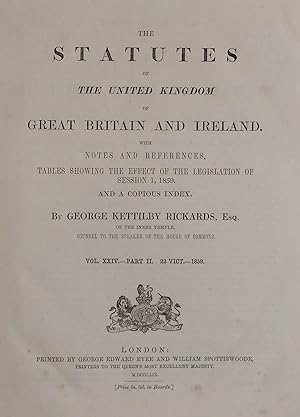 THE
STATUTES
OF
THE UNITED KINGDOM
OF
GREAT BRITAIN AND IRELAND.
WITH
NOTES AND REFERENCES,
TABLES SHOWING THE EFFECT OF THE LEGISLATION OF
SESSION 1, 1859.
AND A COPIOUS INDEX.
BY GEORGE KETTILBY RICKARDS, ESQ.
OF THE INNER TEMPLE,
COUNSEL TO THE SPEAKER OF THE HOUSE OF COMMONS.
VOL. XXIV.—PART II. 22 VICT.—1859.
LONDON:
PRINTED BY GEORGE EDWARD EYRE AND WILLIAM SPOTTISWOODE,
PRINTERS TO THE QUEEN'S MOST EXCELLENT MAJESTY.
M.DCCC.LIX.
[Price 6s. 6d. in Boards.]